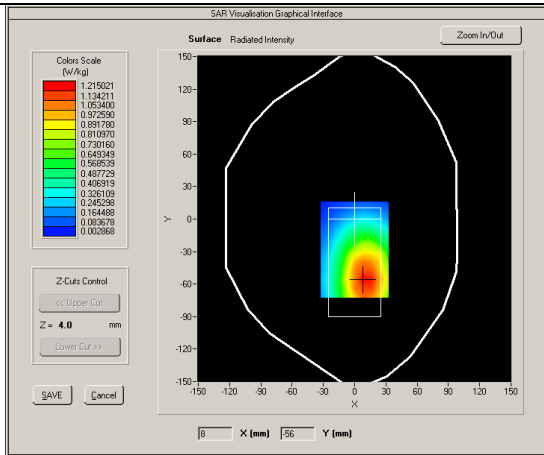 SAR Visualisation Graphical Interface
Surface Radiated Intensity
Zoom In/Out
Colors Scale
(W/kg)
1.215021
1.134211
1.053400
0.972590
0.891780
0.810970
0.730160
0.649349
0.568539
0.487729
0.406919
0.326109
0.245298
0.164488
0.083678
0.002868
Z-Cuts Control
<< Upper Cut
Z = 4.0 mm
Lower Cut >>
SAVE
Cancel
150
120
90
60
30
0
-30
-60
-90
-120
-150
Y
-150 -120 -90 -60 -30 0 30 60 90 120 150
X
8 X (mm) -56 Y (mm)